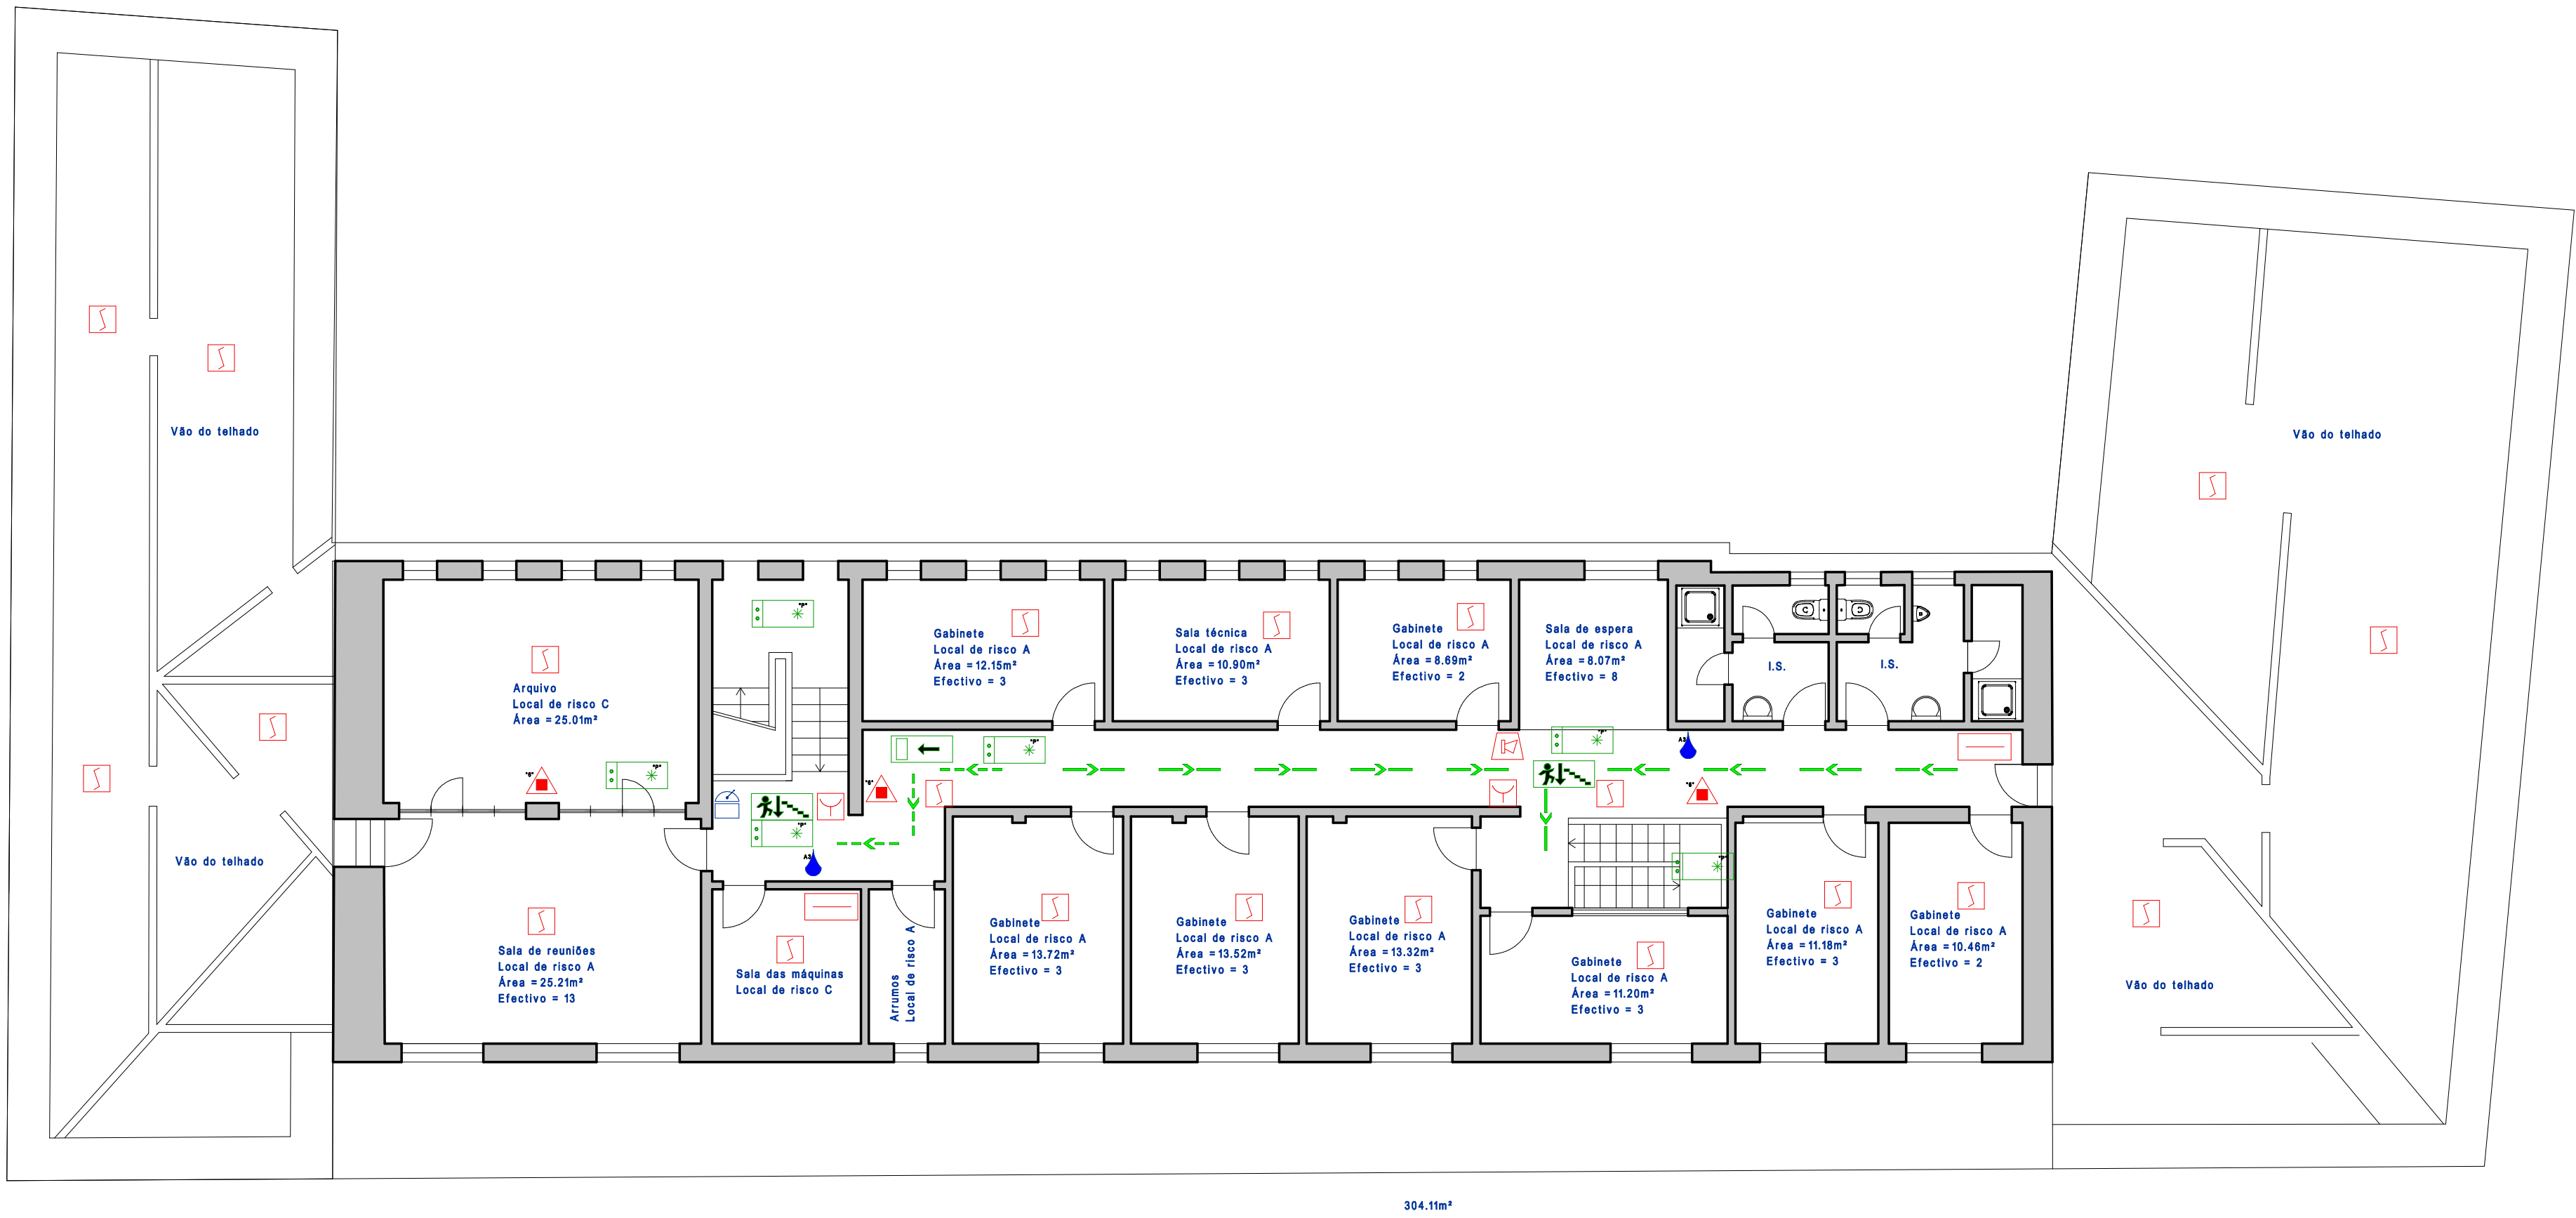 Vão do telhado
Vão do telhado
Arquivo
Local de risco C
Área = 25.01m²
Gabinete
Local de risco A
Área = 12.15m²
Efectivo = 3
Sala técnica
Local de risco A
Área = 10.90m²
Efectivo = 3
Gabinete
Local de risco A
Área = 8.69m²
Efectivo = 2
Sala de espera
Local de risco A
Área = 8.07m²
Efectivo = 8
I.S.
I.S.
"P"
"P"
"P"
"P"
"P"
"P"
A3
A3
Vão do telhado
Sala de reuniões
Local de risco A
Área = 25.21m²
Efectivo = 13
Sala das máquinas
Local de risco C
Arrumos
Local de risco A
Gabinete
Local de risco A
Área = 13.72m²
Efectivo = 3
Gabinete
Local de risco A
Área = 13.52m²
Efectivo = 3
Gabinete
Local de risco A
Área = 13.32m²
Efectivo = 3
Gabinete
Local de risco A
Área = 11.20m²
Efectivo = 3
Gabinete
Local de risco A
Área = 11.18m²
Efectivo = 3
Gabinete
Local de risco A
Área = 10.46m²
Efectivo = 2
Vão do telhado
304.11m²